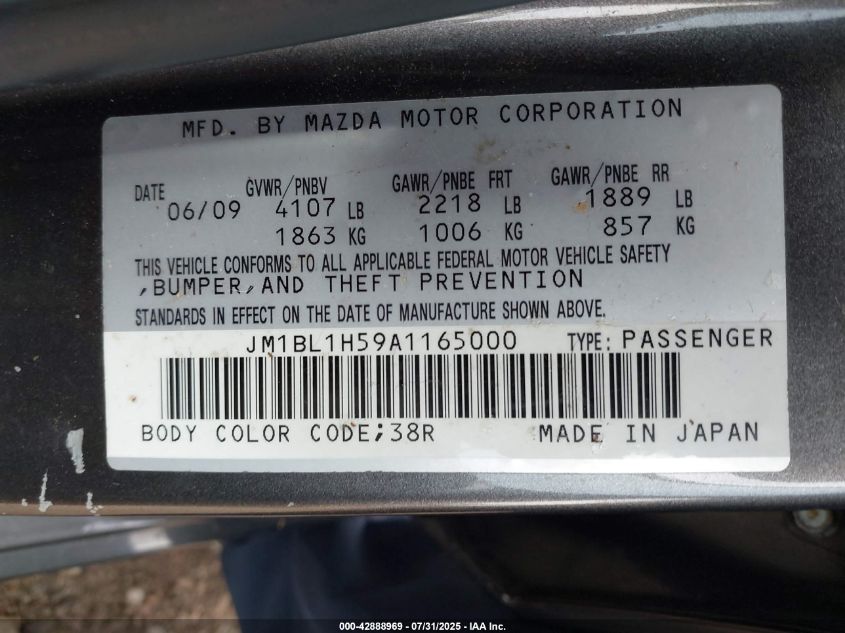 MFD. BY MAZDA MOTOR CORPORATION
DATE GVWR/PNBV GAWR/PNBE FRT GAWR/PNBE RR
06/09 4107 LB 2218 LB 1889 LB
1863 KG 1006 KG 857 KG
THIS VEHICLE CONFORMS TO ALL APPLICABLE FEDERAL MOTOR VEHICLE SAFETY
,BUMPER,AND THEFT PREVENTION
STANDARDS IN EFFECT ON THE DATE OF MANUFACTURE SHOWN ABOVE.
JM1BL1H59A1165000 TYPE: PASSENGER
BODY COLOR CODE;38R MADE IN JAPAN
000-42888969 - 07/31/2025 - IAA Inc.